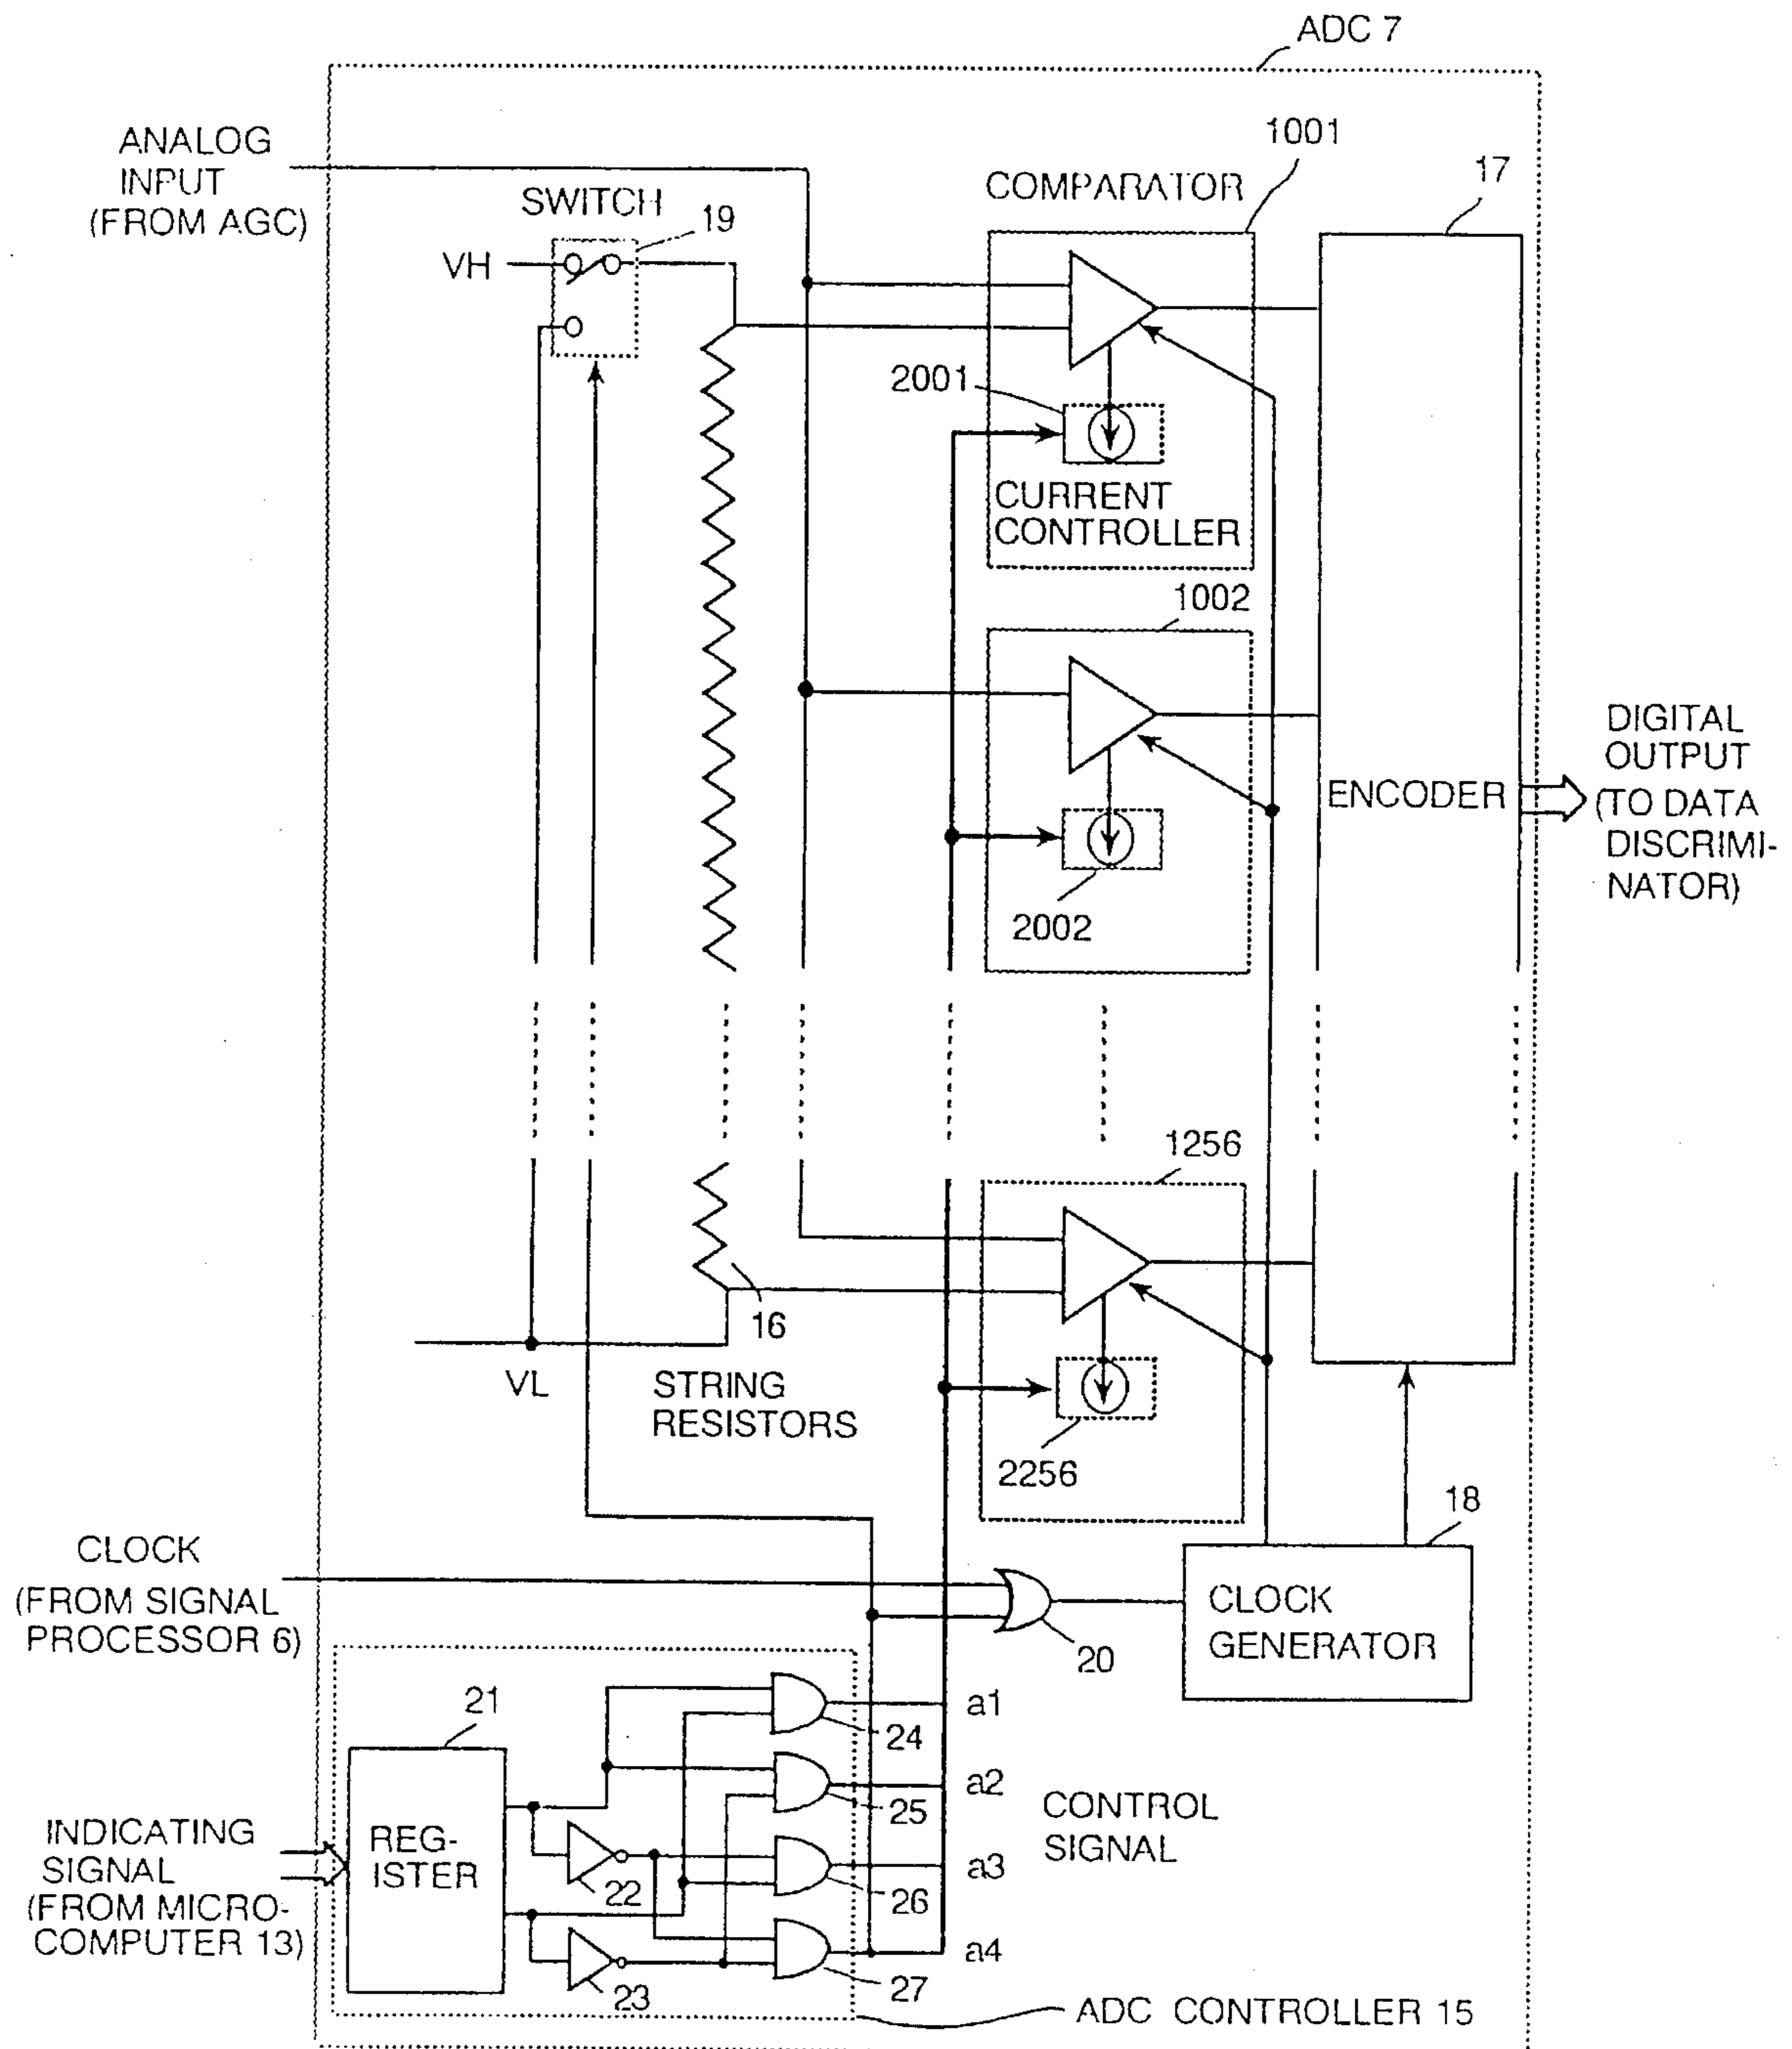 ADC 7
ANALOG
INPUT
(FROM AGC)
SWITCH
19
VH
COMPARATOR
1001
17
2001
CURRENT
CONTROLLER
1002
2002
ENCODER
DIGITAL
OUTPUT
(TO DATA
DISCRIMI-
NATOR)
1256
16
VL
STRING
RESISTORS
2256
18
CLOCK
(FROM SIGNAL
PROCESSOR 6)
20
CLOCK
GENERATOR
21
REG-
ISTER
22
23
24
25
26
27
a1
a2
a3
a4
CONTROL
SIGNAL
INDICATING
SIGNAL
(FROM MICRO-
COMPUTER 13)
ADC CONTROLLER 15